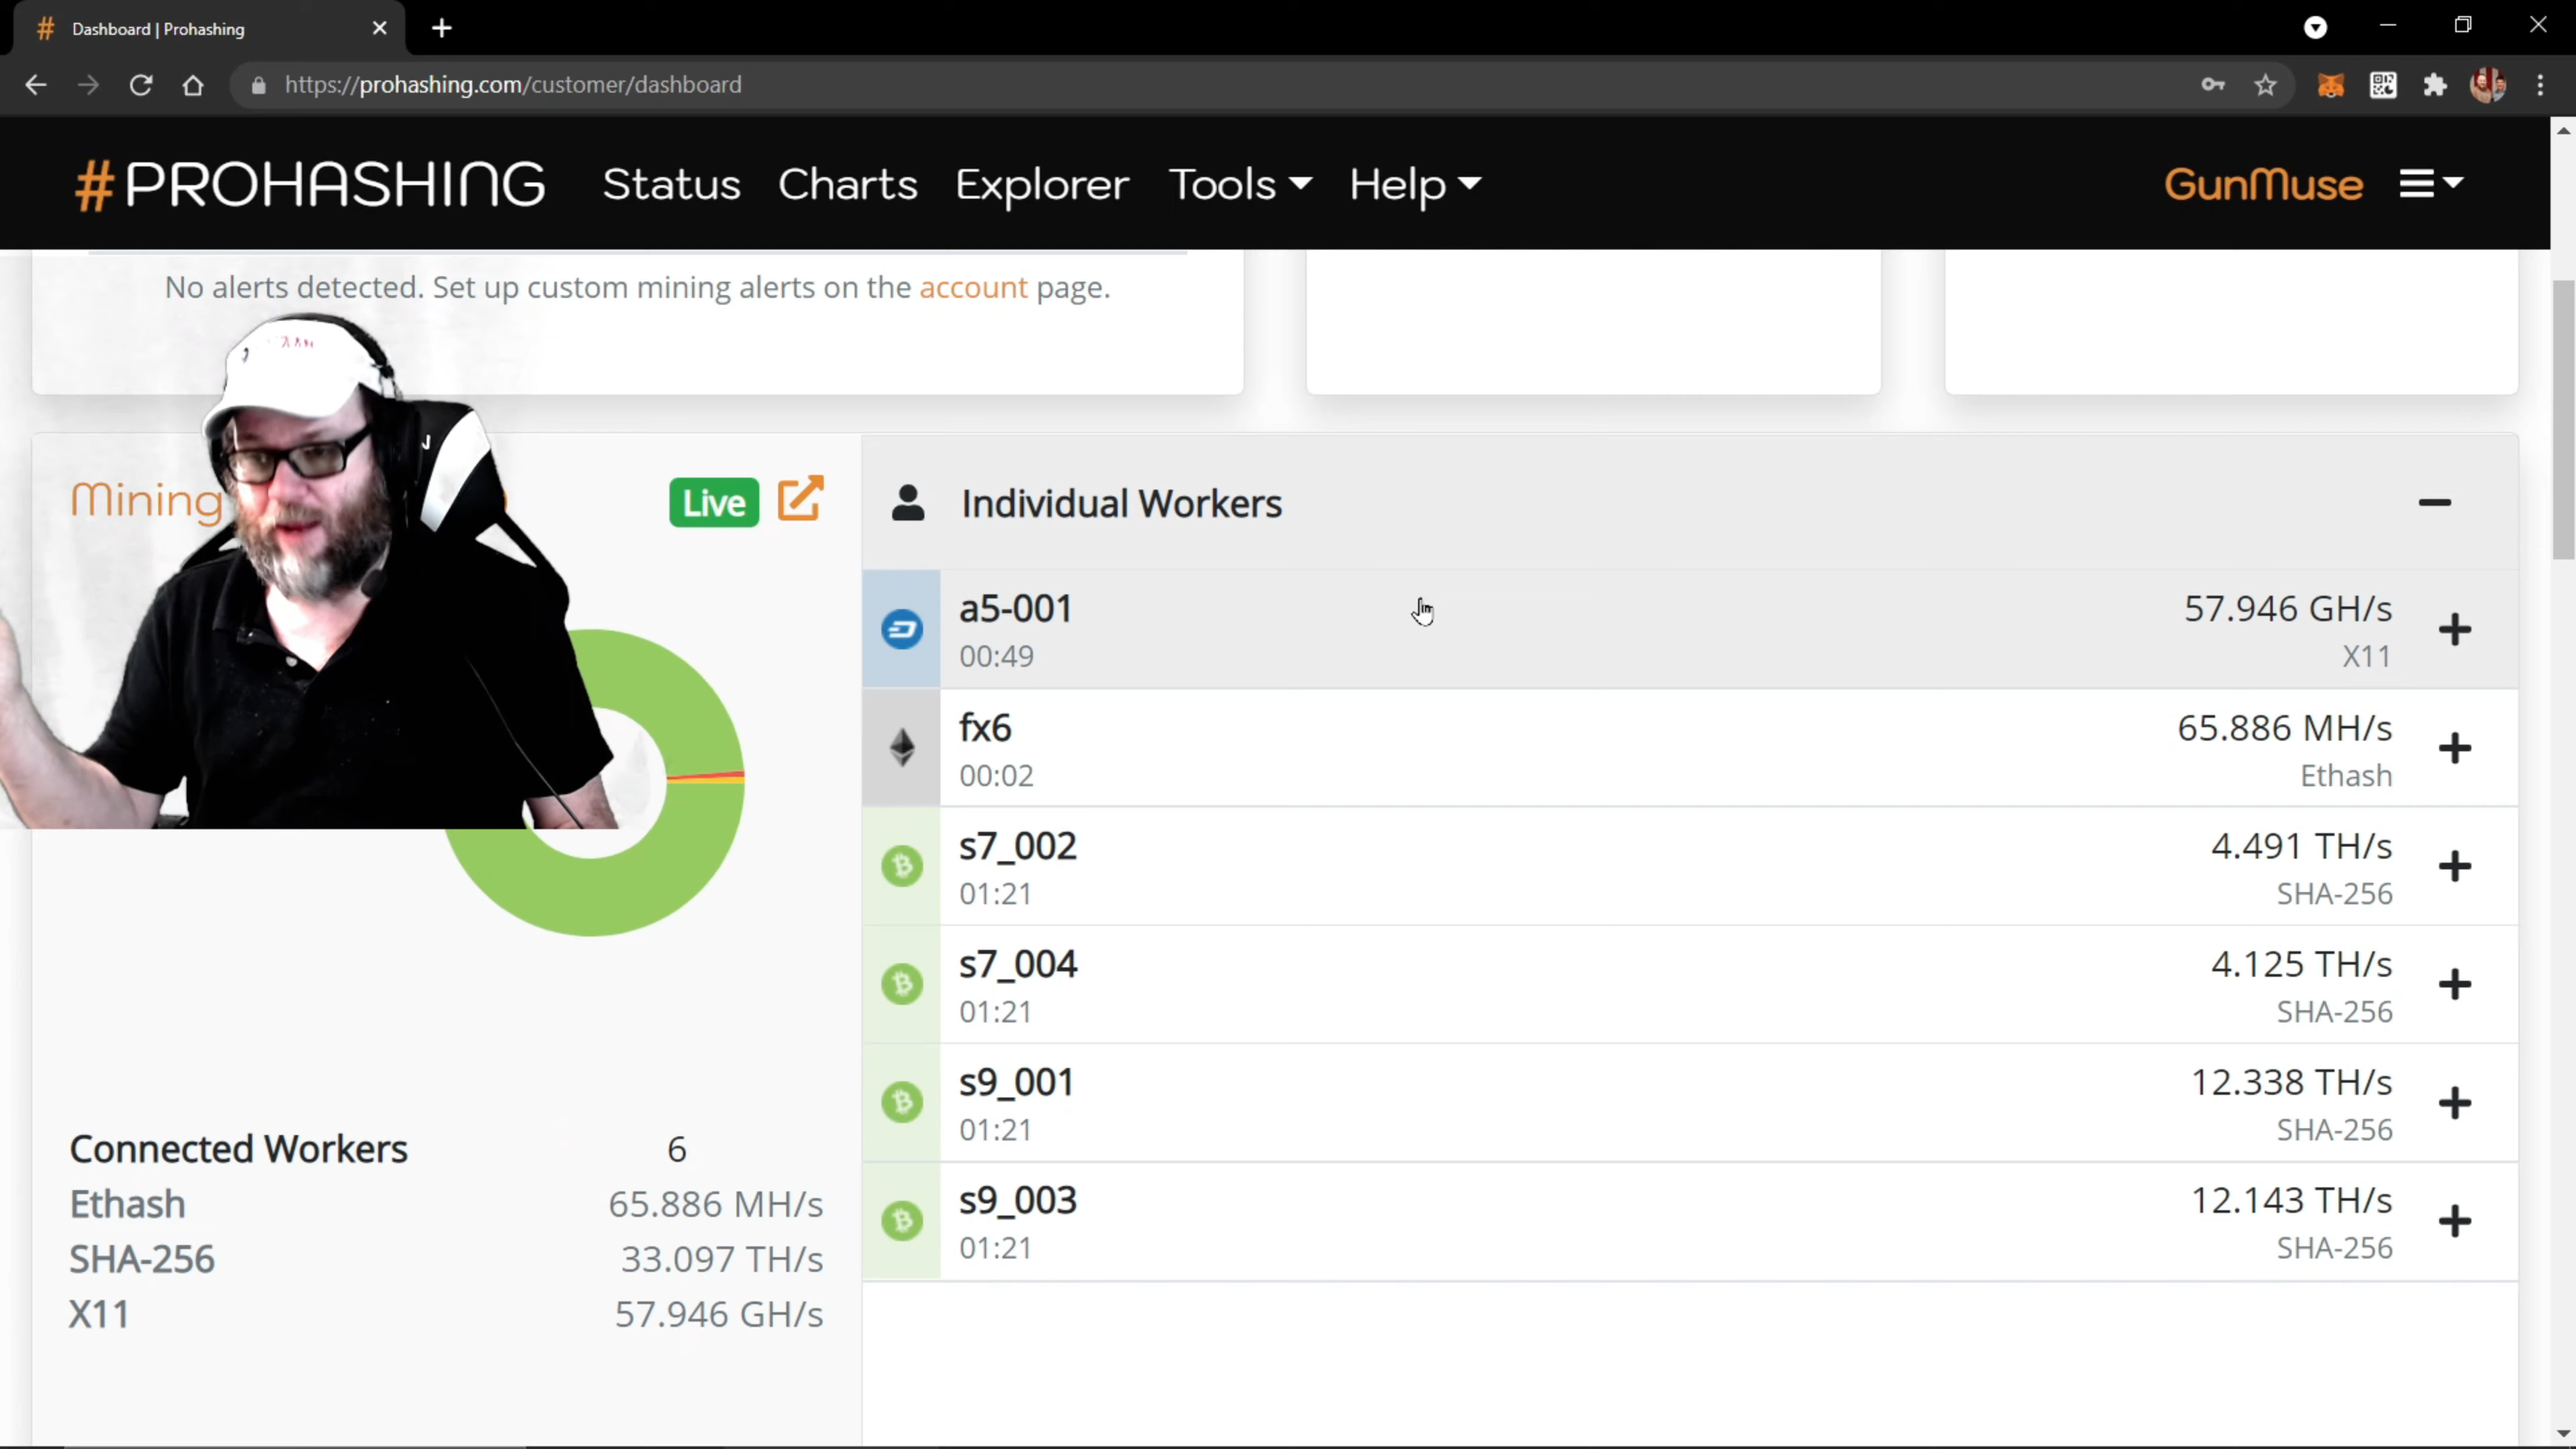 Dashboard | Prohashing
https://prohashing.com/customer/dashboard
#PROHASHING Status Charts Explorer Tools Help GunMuse
No alerts detected. Set up custom mining alerts on the account page.
Mining
Live
Individual Workers
a5-001 57.946 GH/s
00:49 X11
fx6 65.886 MH/s
00:02 Ethash
s7_002 4.491 TH/s
01:21 SHA-256
s7_004 4.125 TH/s
01:21 SHA-256
s9_001 12.338 TH/s
01:21 SHA-256
s9_003 12.143 TH/s
01:21 SHA-256
Connected Workers 6
Ethash 65.886 MH/s
SHA-256 33.097 TH/s
X11 57.946 GH/s